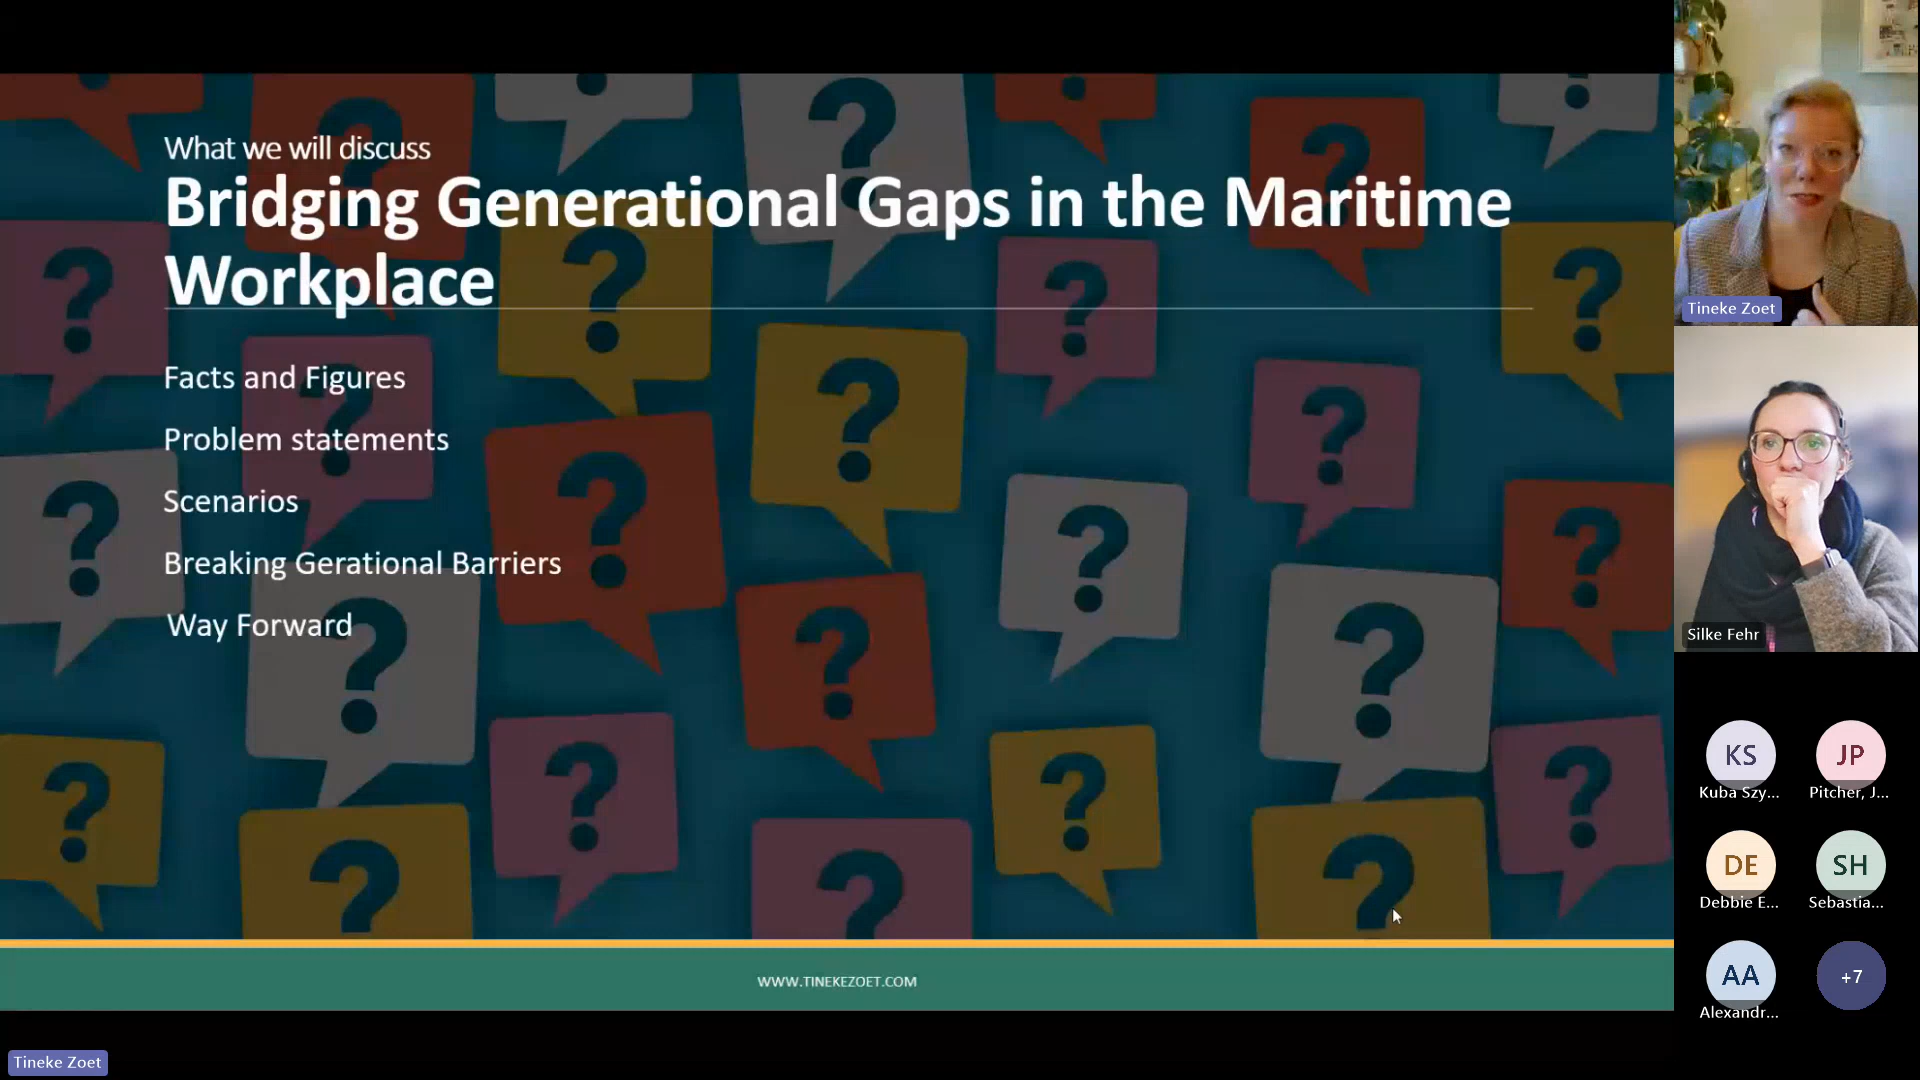 What we will discuss
Bridging Generational Gaps in the Maritime
Workplace
Facts and Figures
Problem statements
Scenarios
Breaking Gerational Barriers
Way Forward
WWW.TINEKEZOET.COM
Tineke Zoet
Tineke Zoet
Silke Fehr
KS
Kuba Szy...
JP
Pitcher, J...
DE
Debbie E...
SH
Sebastia...
AA
Alexandr...
+7